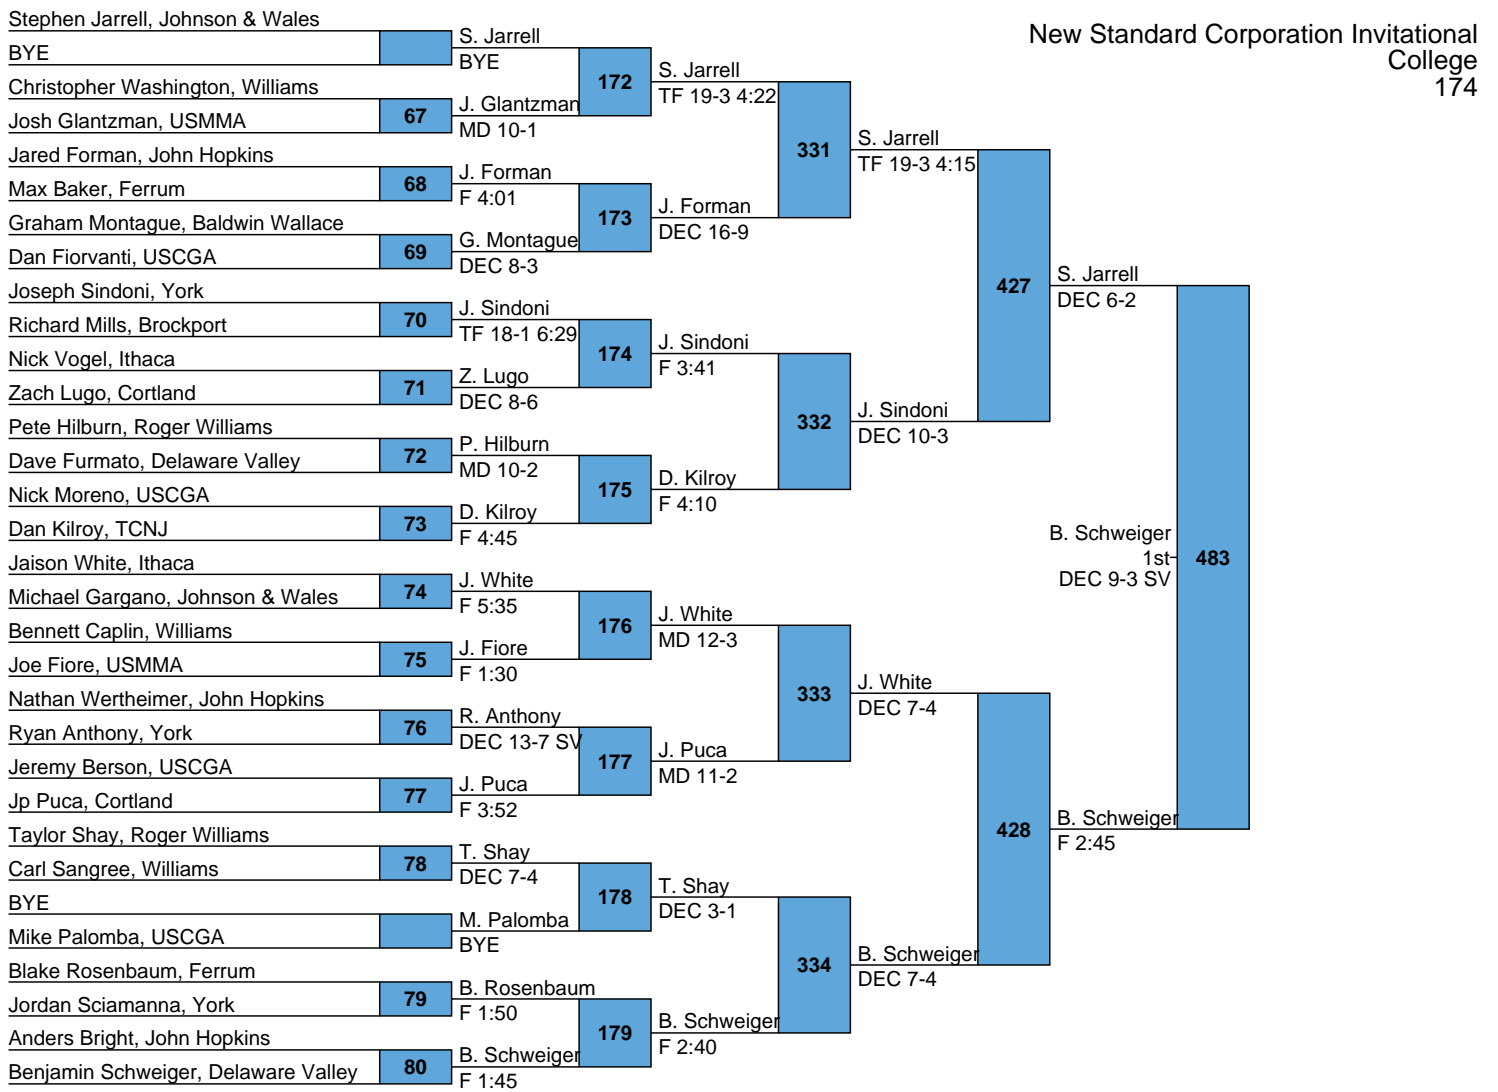 New Standard Corporation Invitational
College
174
Stephen Jarrell, Johnson & Wales
BYE
Christopher Washington, Williams
67
Josh Glantzman, USMMA
Jared Forman, John Hopkins
68
Max Baker, Ferrum
Graham Montague, Baldwin Wallace
69
Dan Fiorvanti, USCGA
Joseph Sindoni, York
70
Richard Mills, Brockport
Nick Vogel, Ithaca
71
Zach Lugo, Cortland
Pete Hilburn, Roger Williams
72
Dave Furmato, Delaware Valley
Nick Moreno, USCGA
73
Dan Kilroy, TCNJ
Jaison White, Ithaca
74
Michael Gargano, Johnson & Wales
Bennett Caplin, Williams
75
Joe Fiore, USMMA
Nathan Wertheimer, John Hopkins
76
Ryan Anthony, York
Jeremy Berson, USCGA
77
Jp Puca, Cortland
Taylor Shay, Roger Williams
78
Carl Sangree, Williams
BYE
Mike Palomba, USCGA
Blake Rosenbaum, Ferrum
79
Jordan Sciamanna, York
Anders Bright, John Hopkins
80
Benjamin Schweiger, Delaware Valley
S. Jarrell
BYE
172
J. Glantzman
MD 10-1
J. Forman
F 4:01
173
G. Montague
DEC 8-3
J. Sindoni
TF 18-1 6:29
174
Z. Lugo
DEC 8-6
P. Hilburn
MD 10-2
175
D. Kilroy
F 4:45
J. White
F 5:35
176
J. Fiore
F 1:30
R. Anthony
DEC 13-7 SV
177
J. Puca
F 3:52
T. Shay
DEC 7-4
178
M. Palomba
BYE
B. Rosenbaum
F 1:50
179
B. Schweiger
F 1:45
S. Jarrell
TF 19-3 4:22
331
J. Forman
DEC 16-9
J. Sindoni
F 3:41
332
D. Kilroy
F 4:10
J. White
MD 12-3
333
J. Puca
MD 11-2
T. Shay
DEC 3-1
334
B. Schweiger
F 2:40
S. Jarrell
TF 19-3 4:15
427
J. Sindoni
DEC 10-3
J. White
DEC 7-4
428
B. Schweiger
DEC 7-4
S. Jarrell
DEC 6-2
483
B. Schweiger
F 2:45
B. Schweiger
1st
DEC 9-3 SV